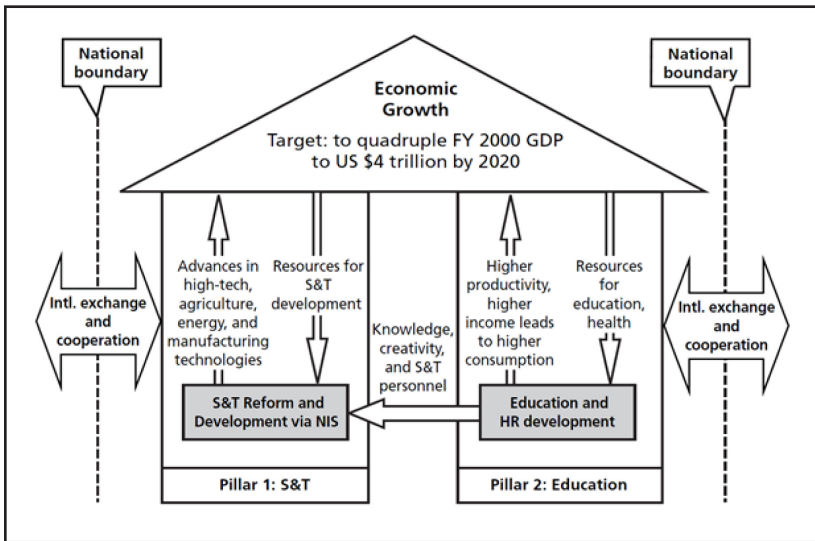 National
boundary
National
boundary
Economic
Growth
Target: to quadruple FY 2000 GDP
to US $4 trillion by 2020
Intl. exchange
and
cooperation
Advances in
high-tech,
agriculture,
energy, and
manufacturing
technologies
Resources for
S&T
development
Knowledge,
creativity,
and S&T
personnel
Higher
productivity,
higher
income leads
to higher
consumption
Resources
for
education,
health
Intl. exchange
and
cooperation
S&T Reform and
Development via NIS
Education and
HR development
Pillar 1: S&T
Pillar 2: Education